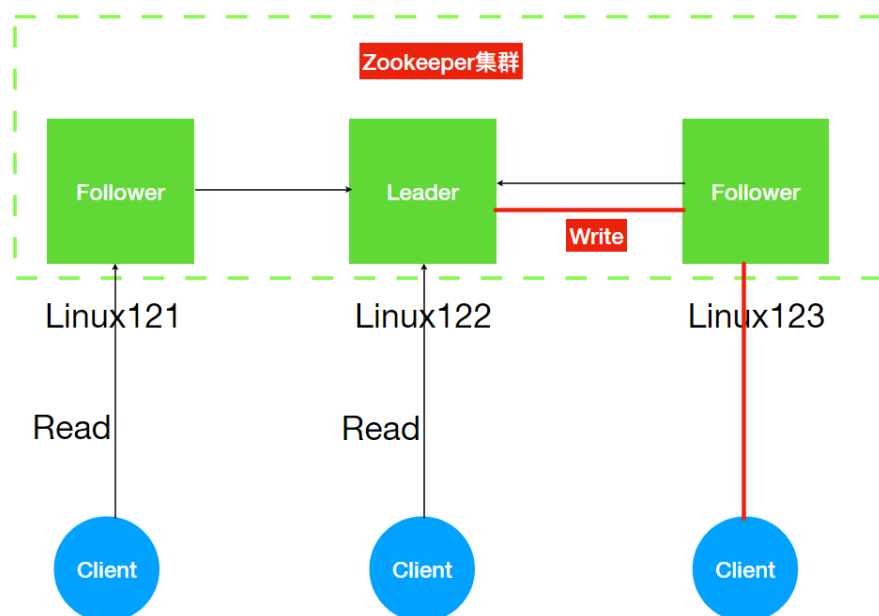 Zookeeper集群
Follower
Leader
Follower
Write
Linux121
Linux122
Linux123
Read
Read
Client
Client
Client